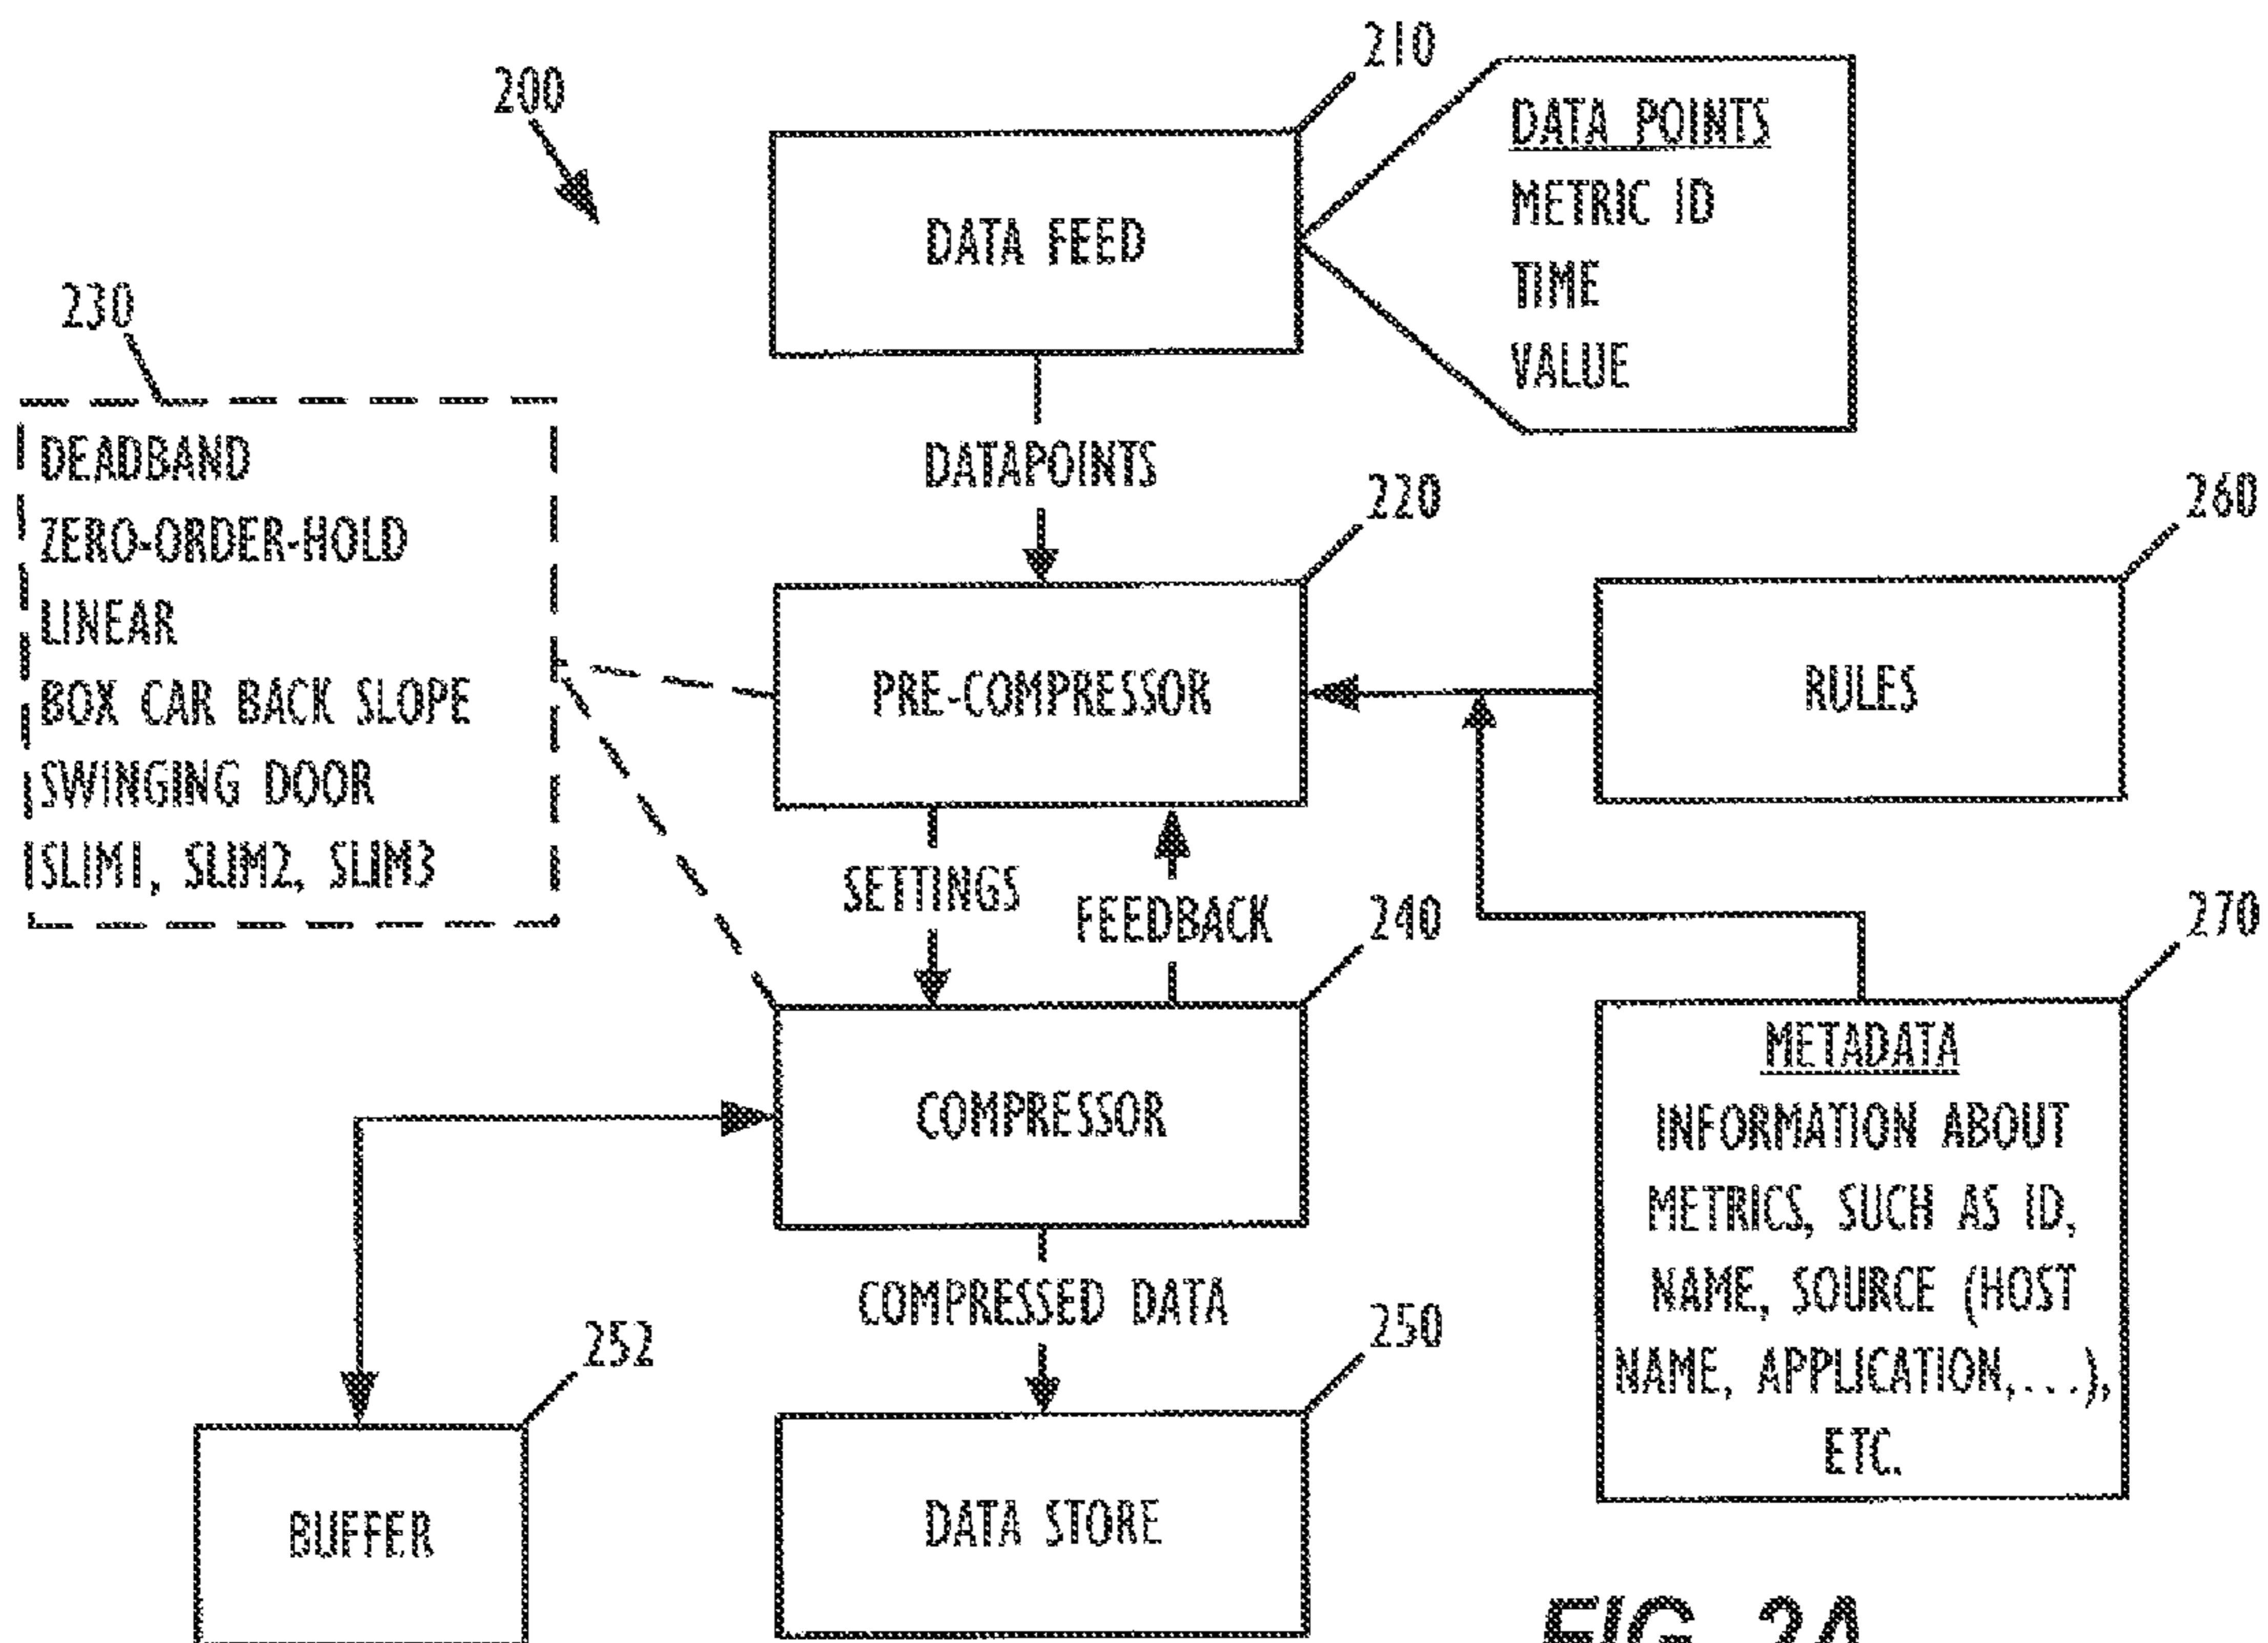 210
200
DATA POINTS
METRIC ID
TIME
VALUE
DATA FEED
230
DEADBAND
ZERO-ORDER-HOLD
LINEAR
BOX CAR BACK SLOPE
SWINGING DOOR
SLIM1, SLIM2, SLIM3
DATAPOINTS
220
260
PRE-COMPRESSOR
RULES
SETTINGS
FEEDBACK
240
270
COMPRESSOR
METADATA
INFORMATION ABOUT
METRICS, SUCH AS ID,
NAME, SOURCE (HOST
NAME, APPLICATION,...),
ETC.
COMPRESSED DATA
252
250
BUFFER
DATA STORE
FIG. 2A